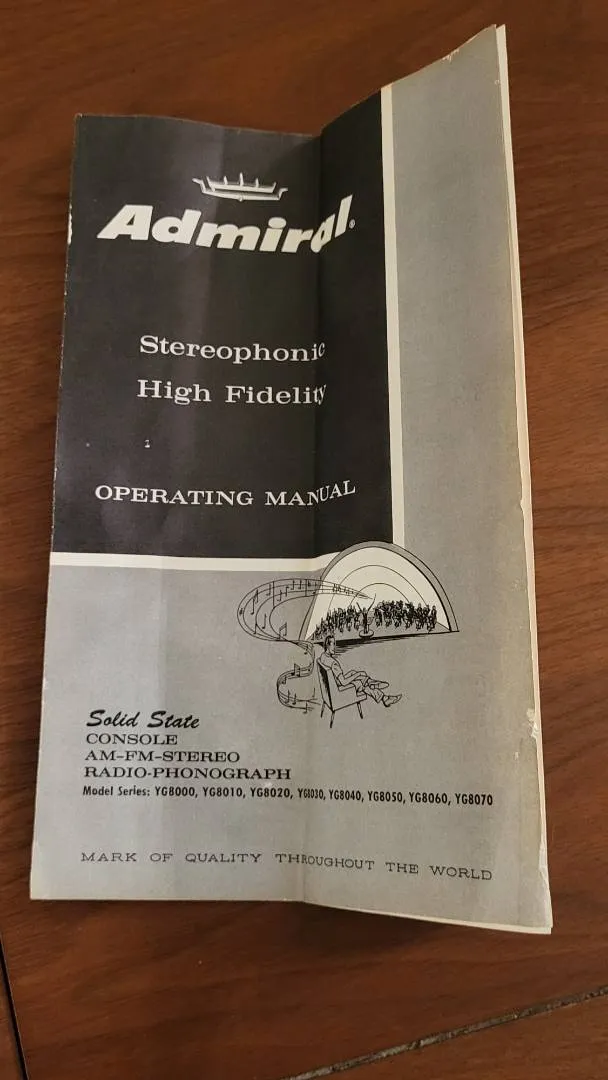 Admiral®
Stereophonic
High Fidelity
OPERATING MANUAL
Solid State
CONSOLE
AM-FM-STEREO
RADIO-PHONOGRAPH
Model Series: YG8000, YG8010, YG8020, YG8030, YG8040, YG8050, YG8060, YG8070
MARK OF QUALITY THROUGHOUT THE WORLD